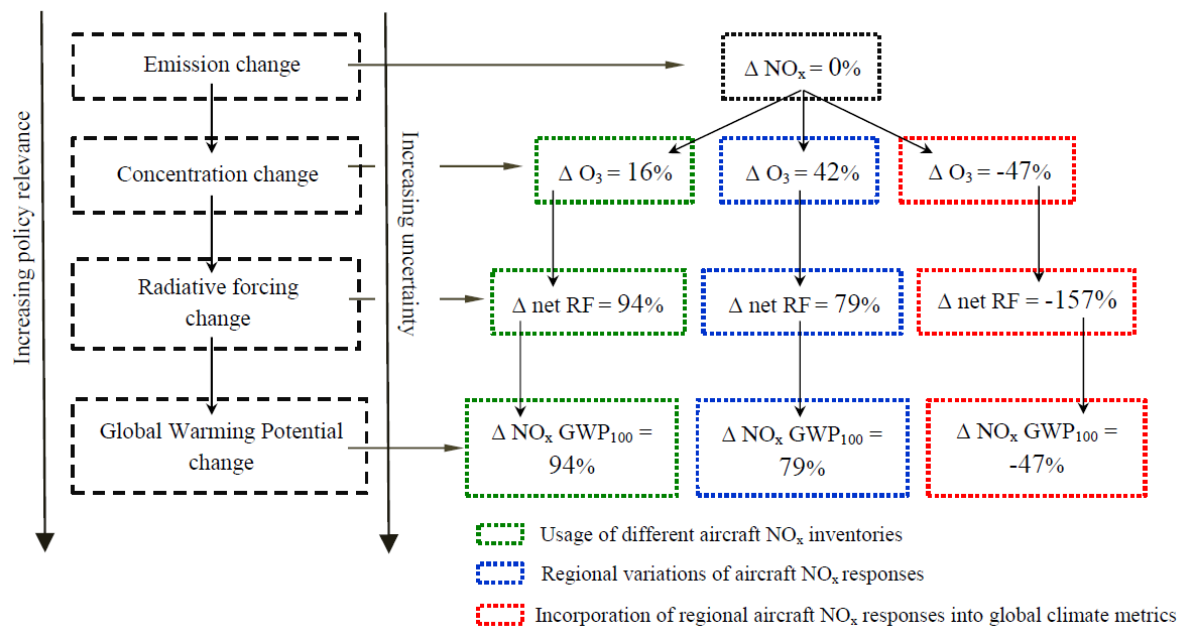 Increasing policy relevance
Increasing uncertainty
Emission change
Δ NOₓ = 0%
Concentration change
Δ O₃ = 16%
Δ O₃ = 42%
Δ O₃ = -47%
Radiative forcing
change
Δ net RF = 94%
Δ net RF = 79%
Δ net RF = -157%
Global Warming Potential
change
Δ NOₓ GWP₁₀₀ =
94%
Δ NOₓ GWP₁₀₀ =
79%
Δ NOₓ GWP₁₀₀ =
-47%
Usage of different aircraft NOₓ inventories
Regional variations of aircraft NOₓ responses
Incorporation of regional aircraft NOₓ responses into global climate metrics